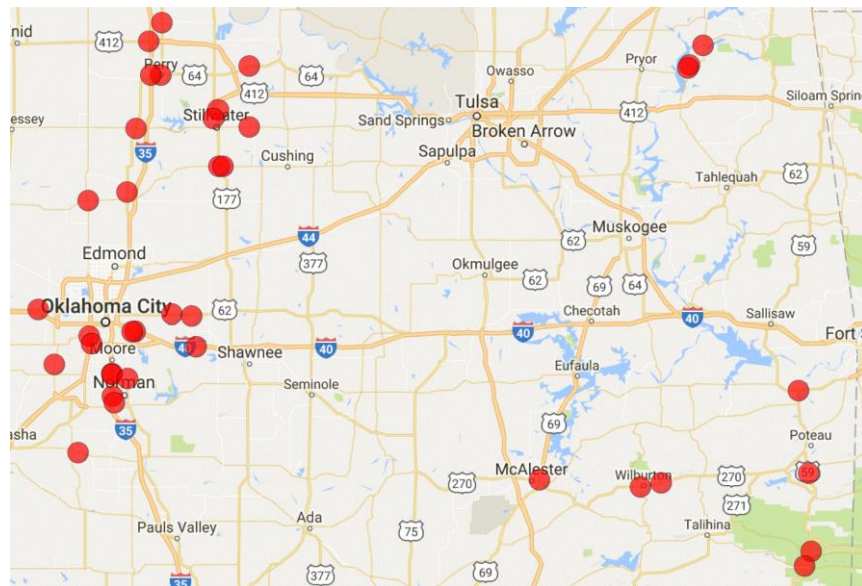 nid
412
Perry
64
64
412
Pryor
Owasso
Tulsa
Siloam Spring
essey
Stillwater
Sand Springs
412
Broken Arrow
35
Cushing
Sapulpa
177
Tahlequah
62
44
Edmond
377
Muskogee
62
59
Okmulgee
62
69
64
Oklahoma City
62
Checotah
Sallisaw
40
Fort S
Moore
40
Shawnee
40
40
Eufaula
Norman
Seminole
35
69
asha
Poteau
McAlester
270
Wilburton
270
59
271
Pauls Valley
Ada
75
Talihina
35
377
69